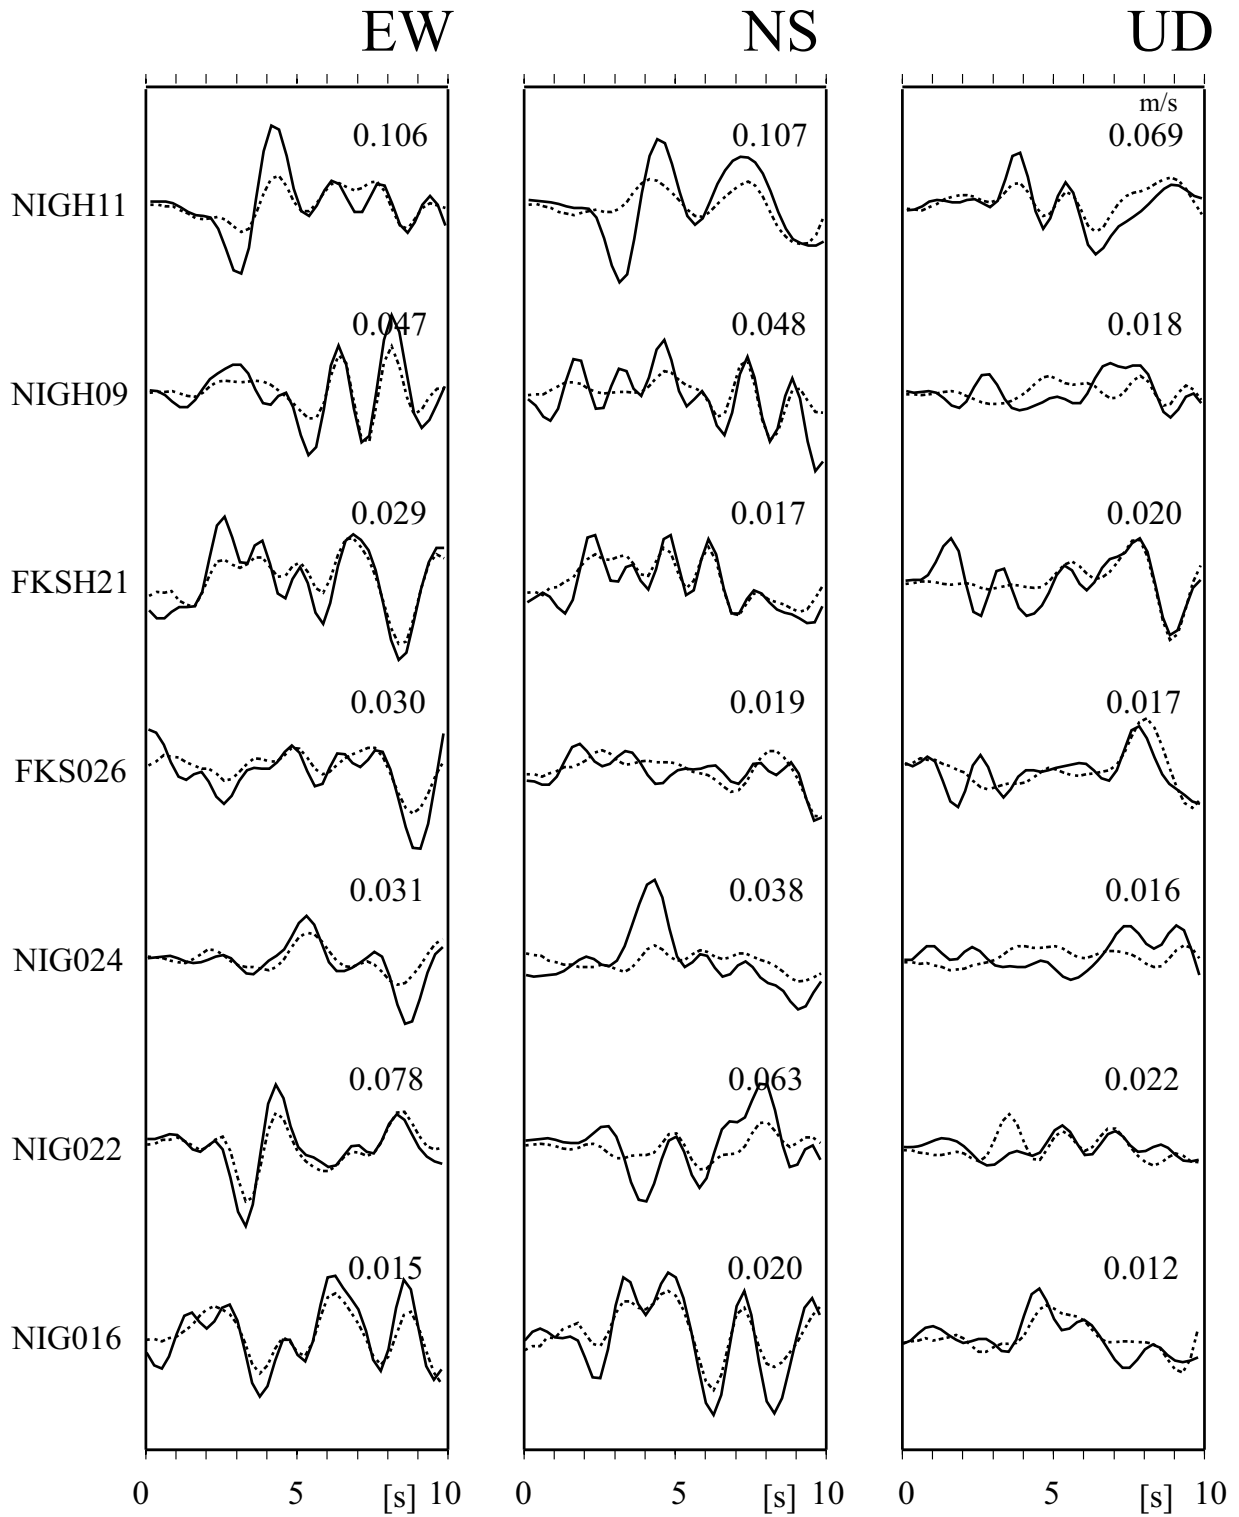 EW NS UD
m/s
0.106 0.107 0.069
NIGH11
0.047 0.048 0.018
NIGH09
0.029 0.017 0.020
FKSH21
0.030 0.019 0.017
FKS026
0.031 0.038 0.016
NIG024
0.078 0.063 0.022
NIG022
0.015 0.020 0.012
NIG016
0 5 [s] 10 0 5 [s] 10 0 5 [s] 10